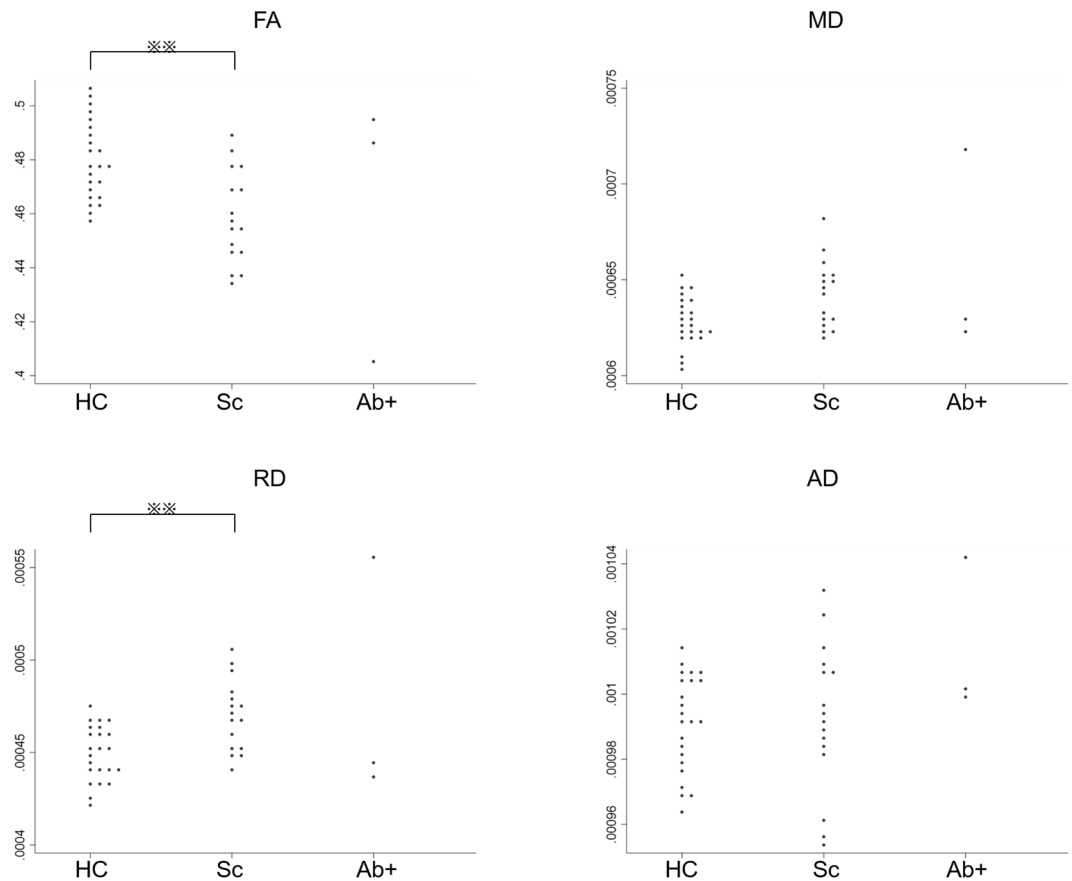 FA
※※
.5
.48
.46
.44
.42
.4
HC Sc Ab+
MD
.00075
.0007
.00065
.0006
HC Sc Ab+
RD
※※
.00055
.0005
.00045
.0004
HC Sc Ab+
AD
.00104
.00102
.001
.00098
.00096
HC Sc Ab+